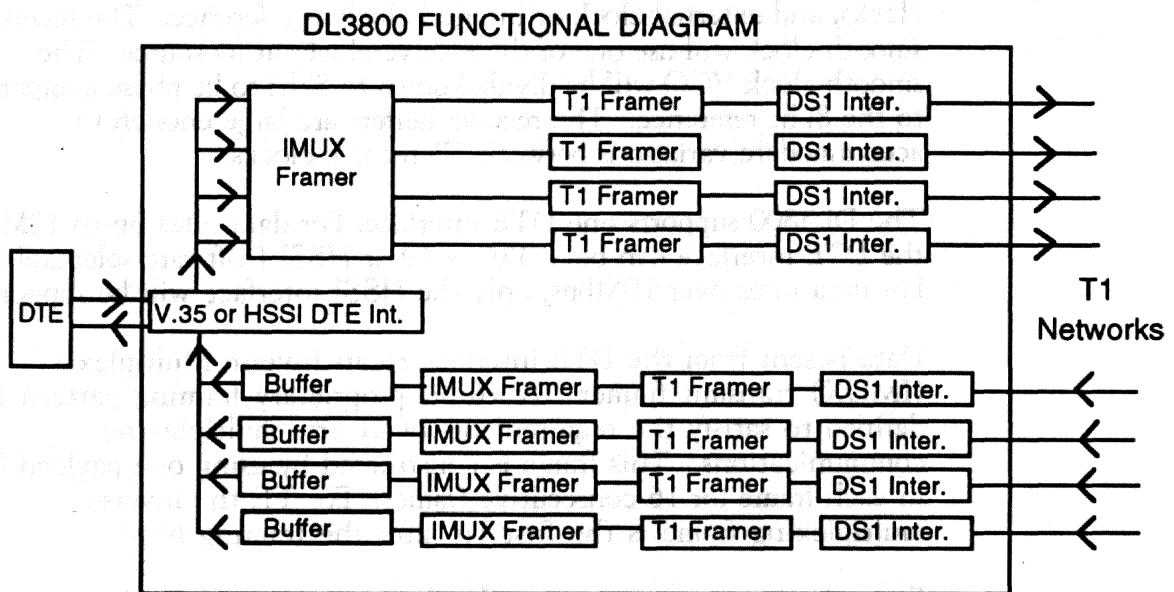 DL3800 FUNCTIONAL DIAGRAM
IMUX
Framer
T1 Framer
DS1 Inter.
T1 Framer
DS1 Inter.
T1 Framer
DS1 Inter.
T1 Framer
DS1 Inter.
DTE
V.35 or HSSI DTE Int.
T1
Networks
Buffer
IMUX Framer
T1 Framer
DS1 Inter.
Buffer
IMUX Framer
T1 Framer
DS1 Inter.
Buffer
IMUX Framer
T1 Framer
DS1 Inter.
Buffer
IMUX Framer
T1 Framer
DS1 Inter.